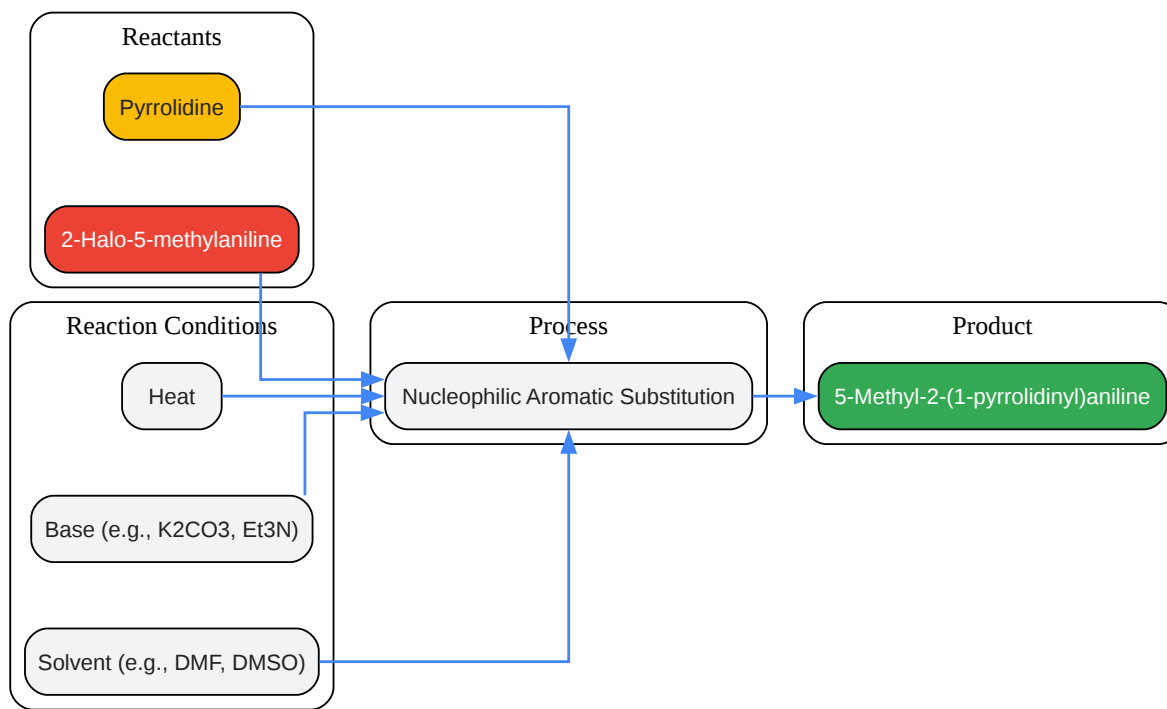 Reactants
Pyrrolidine
2-Halo-5-methylaniline
Reaction Conditions
Heat
Base (e.g., K2CO3, Et3N)
Solvent (e.g., DMF, DMSO)
Process
Nucleophilic Aromatic Substitution
Product
5-Methyl-2-(1-pyrrolidinyl)aniline